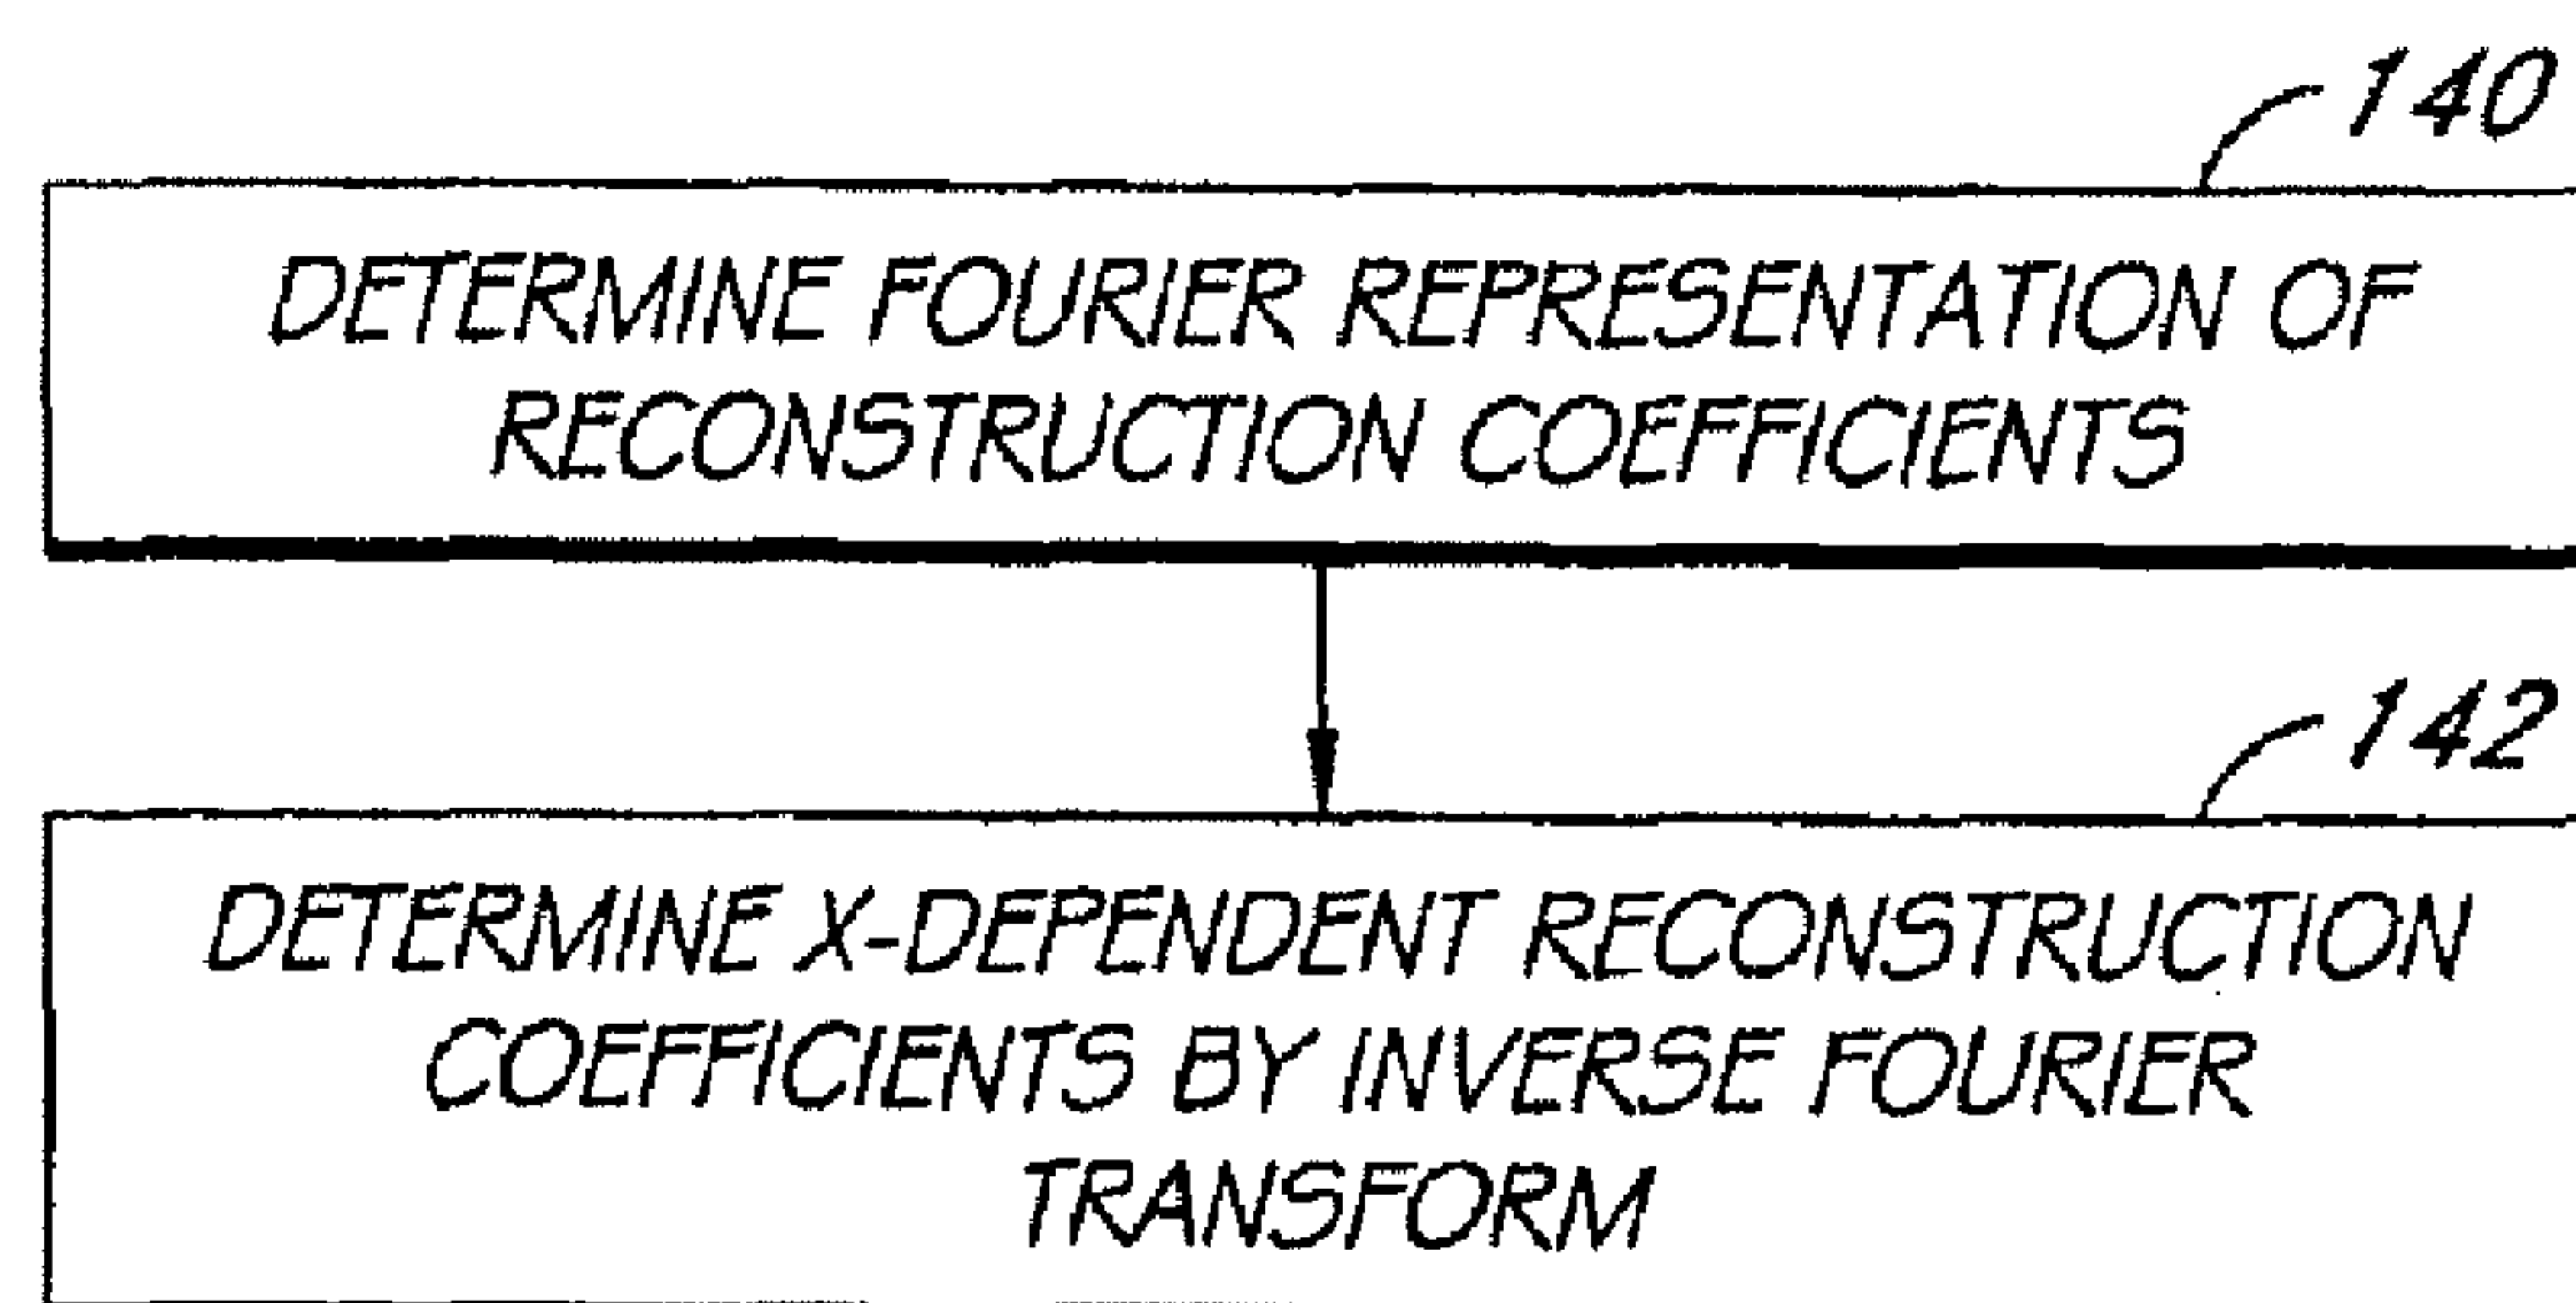 140
DETERMINE FOURIER REPRESENTATION OF
RECONSTRUCTION COEFFICIENTS
142
DETERMINE X-DEPENDENT RECONSTRUCTION
COEFFICIENTS BY INVERSE FOURIER
TRANSFORM